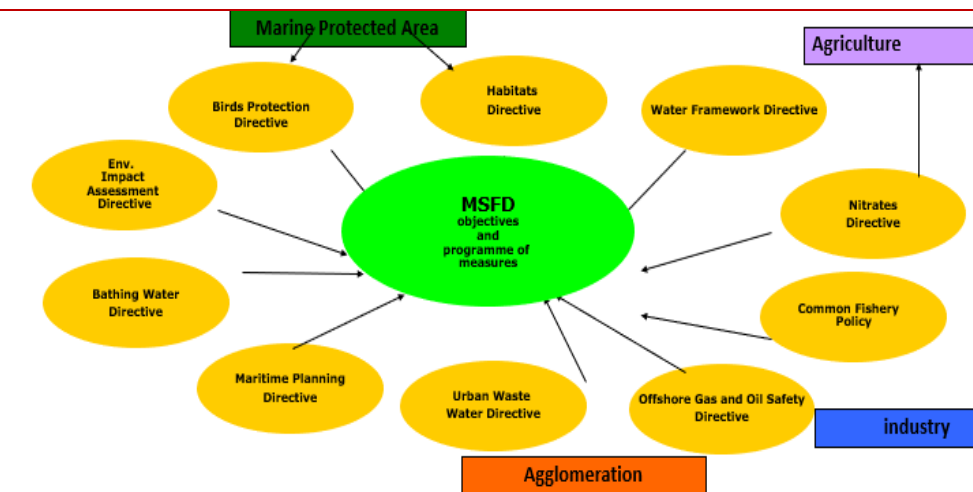 Marine Protected Area
Agriculture
Birds Protection
Directive
Habitats
Directive
Water Framework Directive
Env.
Impact
Assessment
Directive
MSFD
objectives
and
programme of
measures
Nitrates
Directive
Bathing Water
Directive
Common Fishery
Policy
Maritime Planning
Directive
Urban Waste
Water Directive
Offshore Gas and Oil Safety
Directive
industry
Agglomeration